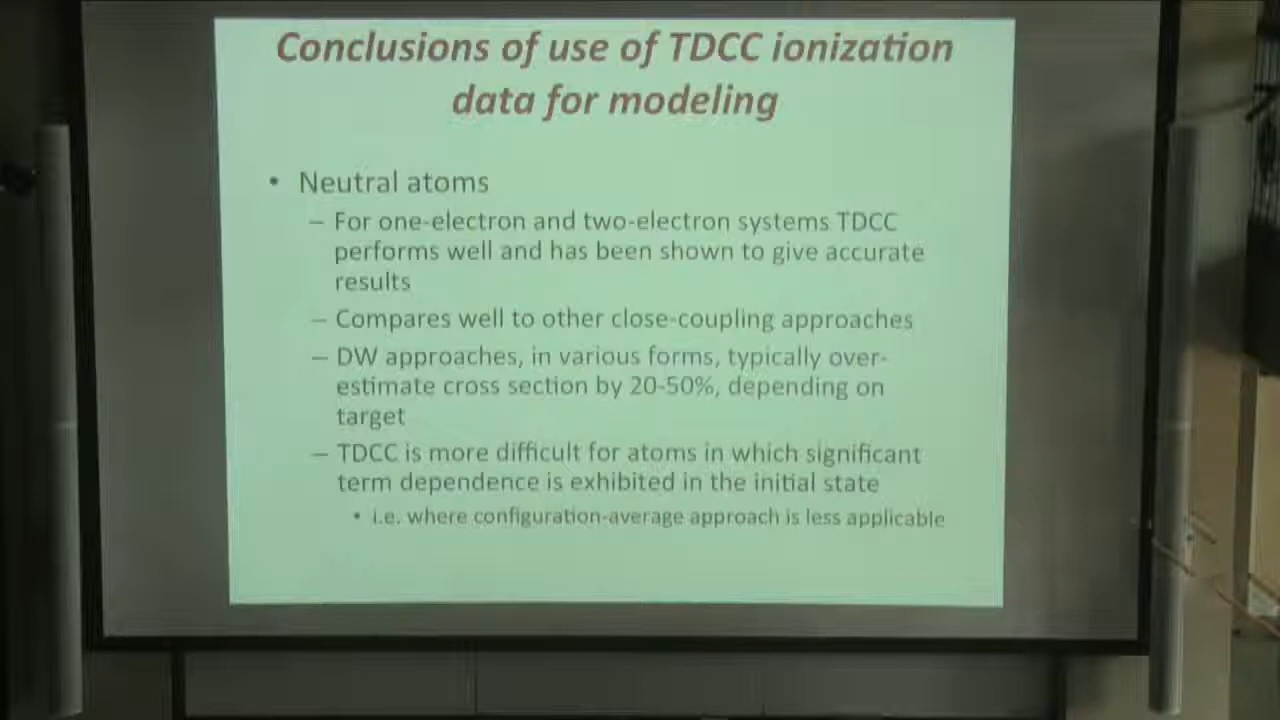 Conclusions of use of TDCC ionization
data for modeling
• Neutral atoms
– For one-electron and two-electron systems TDCC
performs well and has been shown to give accurate
results
– Compares well to other close-coupling approaches
– DW approaches, in various forms, typically over-
estimate cross section by 20-50%, depending on
target
– TDCC is more difficult for atoms in which significant
term dependence is exhibited in the initial state
• i.e. where configuration-average approach is less applicable